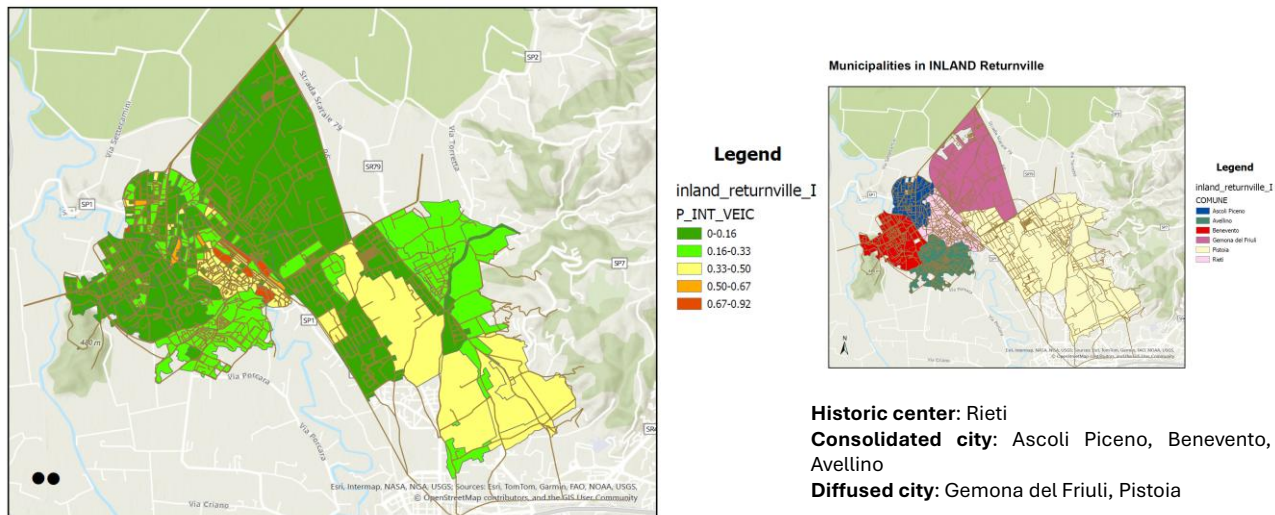 SP2
Strada Statale 79
Via Settecamini
SR79
Via Torretta
SP1
SP7
SP1
Via Porcara
Via Porcara
SR4
Via Criano
Esri, Intermap, NASA, NGA, USGS; Sources: Esri, TomTom, Garmin, FAO, NOAA, USGS,
© OpenStreetMap contributors, and the GIS User Community
Legend
inland_returnville_I
P_INT_VEIC
0-0.16
0.16-0.33
0.33-0.50
0.50-0.67
0.67-0.92
Municipalities in INLAND Returnville
N
Legend
inland_returnville_I
COMUNE
Ascoli Piceno
Avellino
Benevento
Gemona del Friuli
Pistoia
Rieti
Historic center: Rieti
Consolidated city: Ascoli Piceno, Benevento,
Avellino
Diffused city: Gemona del Friuli, Pistoia